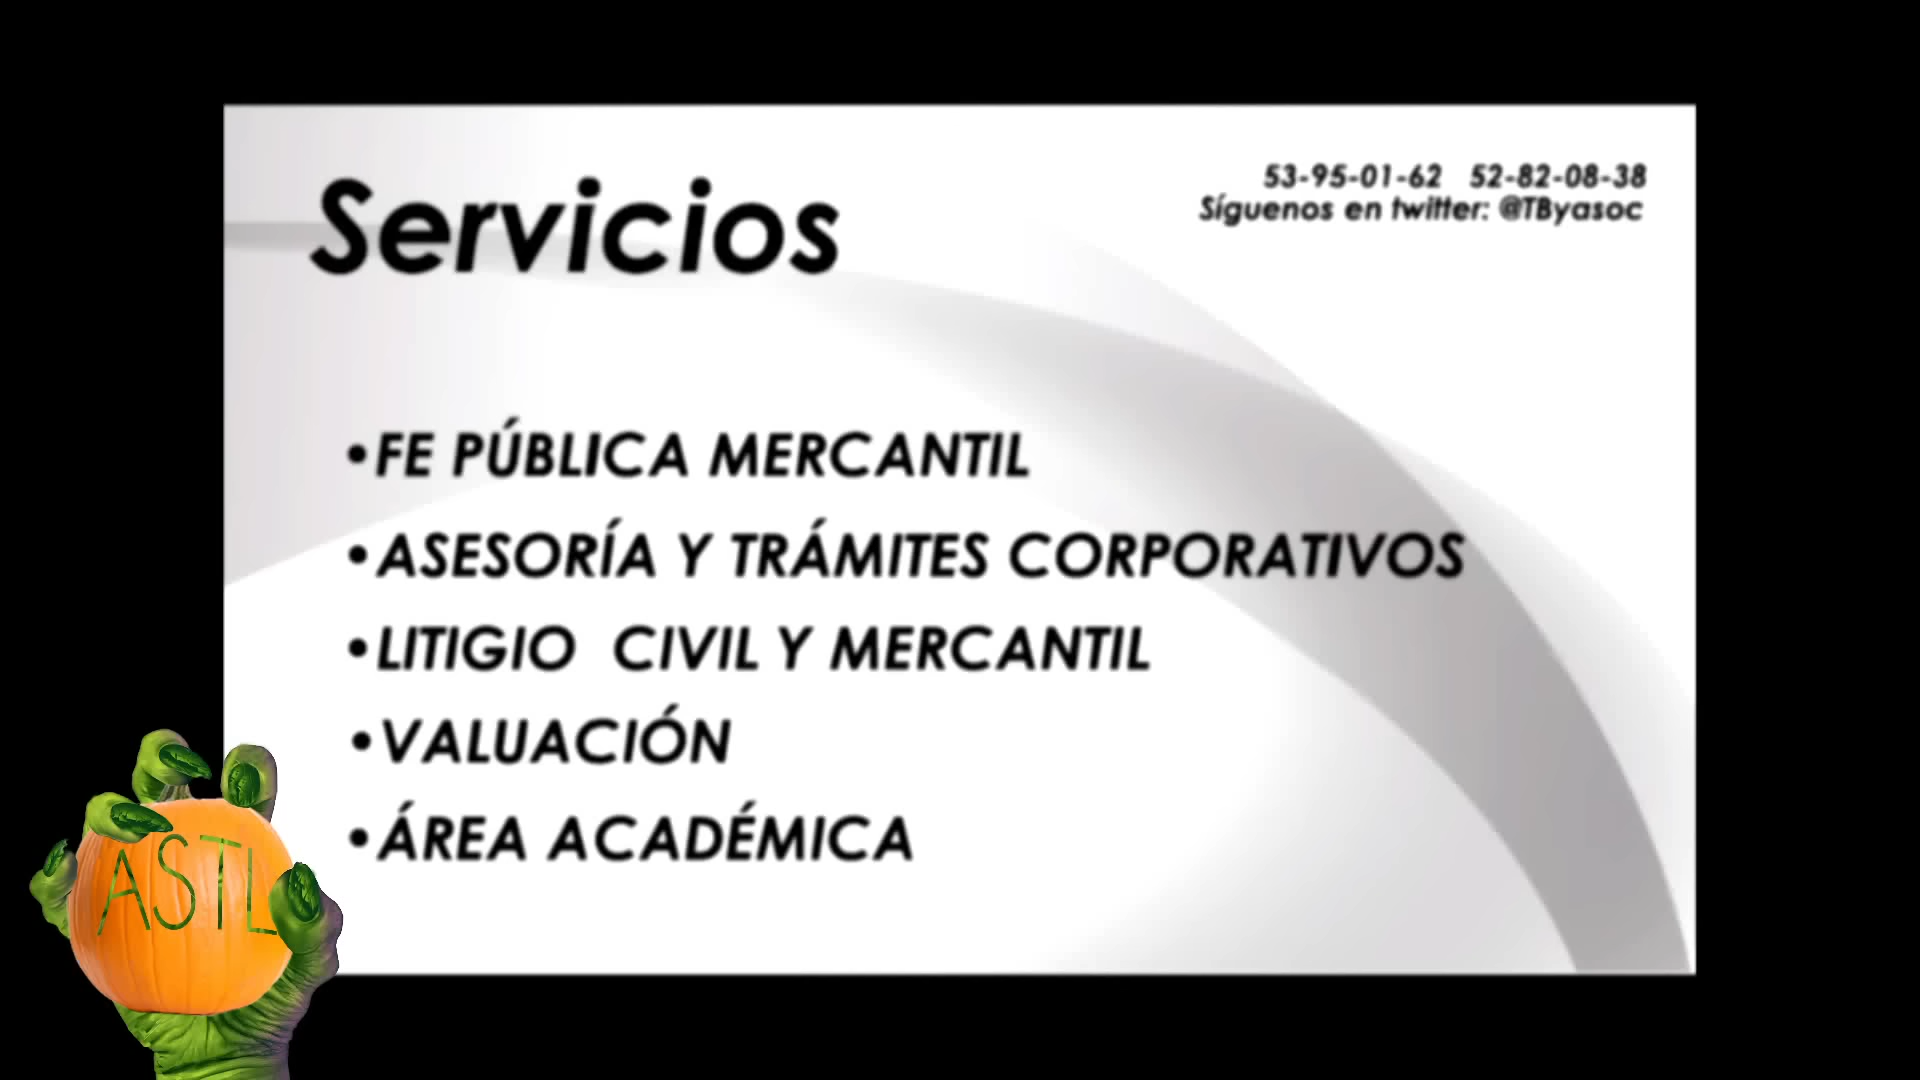 Servicios
53-95-01-62 52-82-08-38
Síguenos en twitter: @TByasoc
•FE PÚBLICA MERCANTIL
•ASESORÍA Y TRÁMITES CORPORATIVOS
•LITIGIO CIVIL Y MERCANTIL
•VALUACIÓN
•ÁREA ACADÉMICA
ASTL